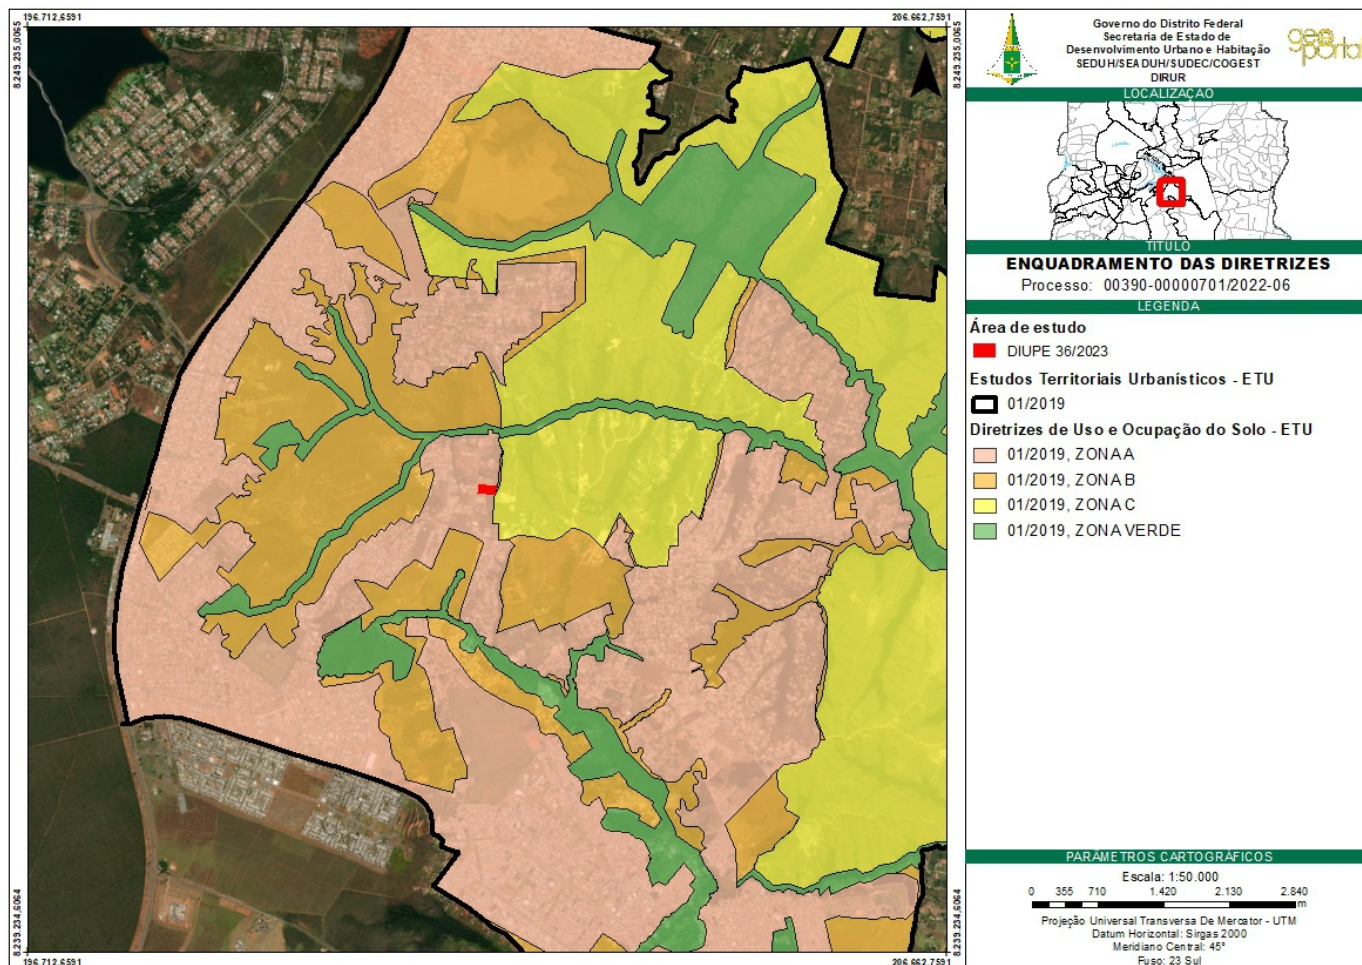 196.712,6591
206.662,7591
8.249.235,0065
8.249.235,0065
8.239.234,6064
8.239.234,6064
196.712,6591
206.662,7591
Governo do Distrito Federal
Secretaria de Estado de
Desenvolvimento Urbano e Habitação
SEDUH/SEADUH/SUDEC/COGEST
DIRUR
geoportal
LOCALIZAÇÃO
TÍTULO
ENQUADRAMENTO DAS DIRETRIZES
Processo: 00390-00000701/2022-06
LEGENDA
Área de estudo
DIUPE 36/2023
Estudos Territoriais Urbanísticos - ETU
01/2019
Diretrizes de Uso e Ocupação do Solo - ETU
01/2019, ZONA A
01/2019, ZONA B
01/2019, ZONA C
01/2019, ZONA VERDE
PARÂMETROS CARTOGRÁFICOS
Escala: 1:50.000
0 355 710 1.420 2.130 2.840
m
Projeção Universal Transversa De Mercator - UTM
Datum Horizontal: Sirgas 2000
Meridiano Central: 45°
Fuso: 23 Sul